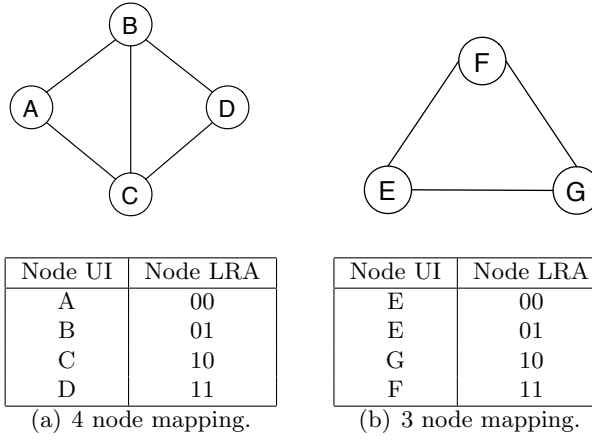 B
A
D
C
F
E
G
Node UI Node LRA
A 00
B 01
C 10
D 11
(a) 4 node mapping.
Node UI Node LRA
E 00
E 01
G 10
F 11
(b) 3 node mapping.